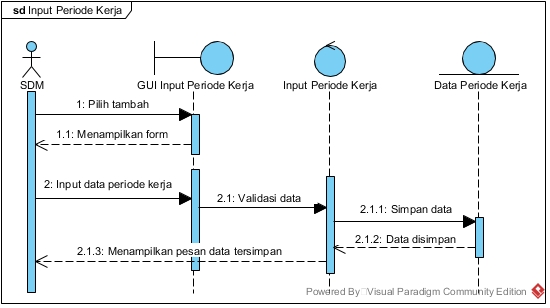 sd Input Periode Kerja
SDM
GUI Input Periode Kerja
Input Periode Kerja
Data Periode Kerja
1: Pilih tambah
1.1: Menampilkan form
2: Input data periode kerja
2.1: Validasi data
2.1.1: Simpan data
2.1.2: Data disimpan
2.1.3: Menampilkan pesan data tersimpan
Powered By Visual Paradigm Community Edition